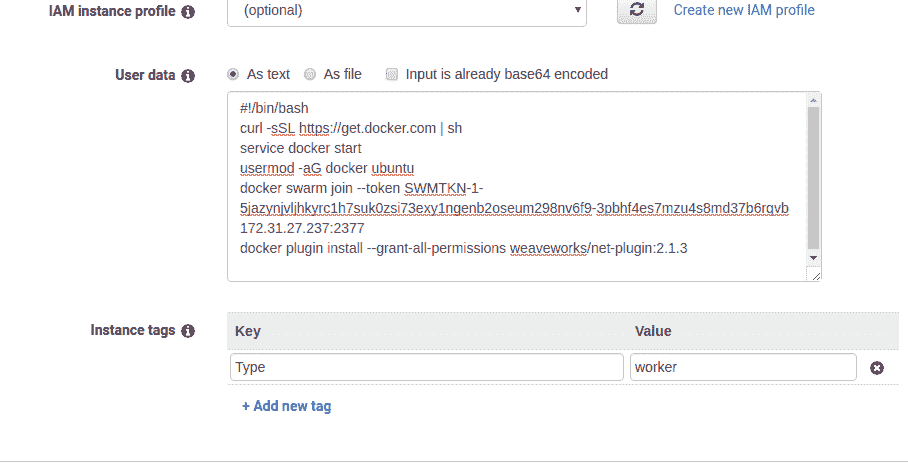 IAM instance profile
(optional)
Create new IAM profile
User data
As text
As file
Input is already base64 encoded
#!/bin/bash
curl -sSL https://get.docker.com | sh
service docker start
usermod -aG docker ubuntu
docker swarm join --token SWMTKN-1-
5jazynjvljhkyrc1h7suk0zsi73exy1ngenb2oseum298nv6f9-3pbhf4es7mzu4s8md37b6rqvb
172.31.27.237:2377
docker plugin install --grant-all-permissions weaveworks/net-plugin:2.1.3
Instance tags
Key
Value
Type
worker
+ Add new tag